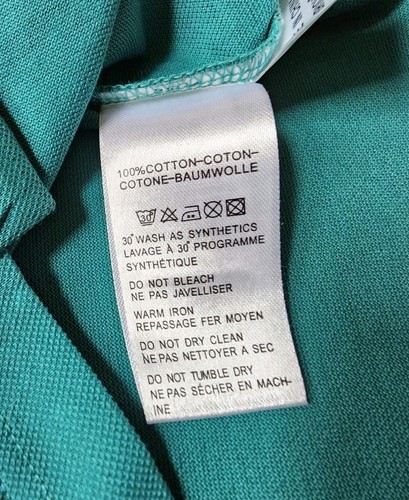 100%COTTON-COTON-
COTONE-BAUMWOLLE
30
30° WASH AS SYNTHETICS
LAVAGE À 30° PROGRAMME
SYNTHÉTIQUE
DO NOT BLEACH
NE PAS JAVELLISER
WARM IRON
REPASSAGE FER MOYEN
DO NOT DRY CLEAN
NE PAS NETTOYER A SEC
DO NOT TUMBLE DRY
NE PAS SÉCHER EN MACH-
INE